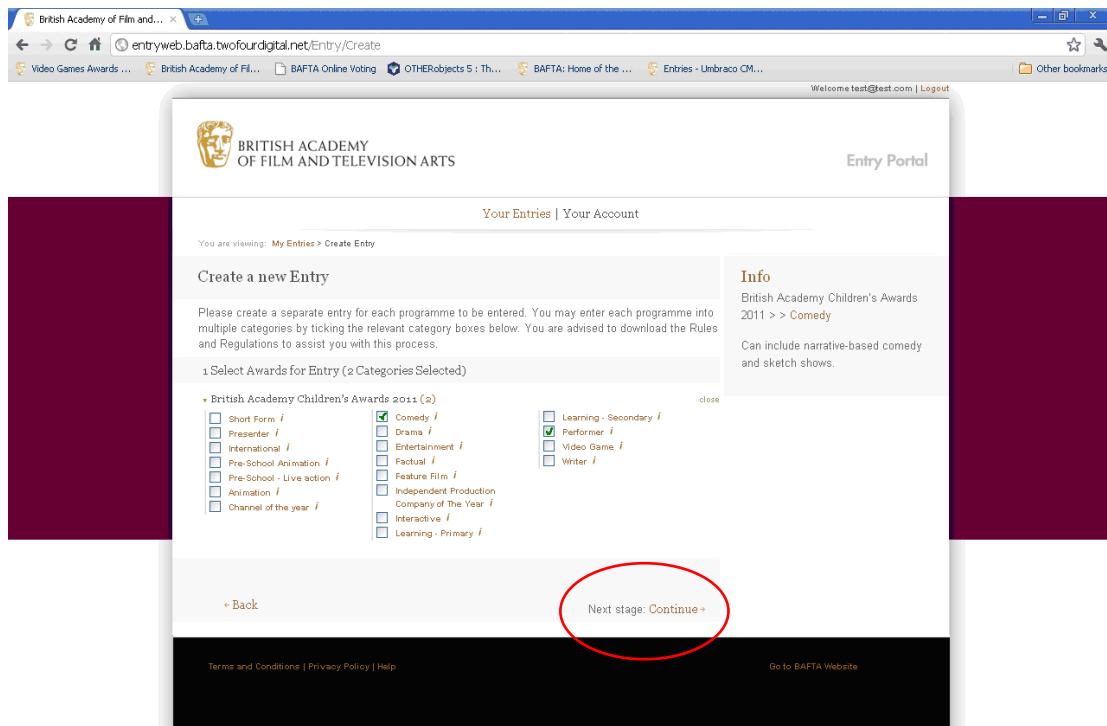 British Academy of Film and... ×
entryweb.bafta.twofourdigital.net/Entry/Create
Video Games Awards ... British Academy of Fil... BAFTA Online Voting OTHERobjects 5 : Th... BAFTA: Home of the ... Entries - Umbraco CM... Other bookmarks
Welcome test@test.com | Logout
BRITISH ACADEMY
OF FILM AND TELEVISION ARTS
Entry Portal
Your Entries | Your Account
You are viewing: My Entries > Create Entry
Create a new Entry
Please create a separate entry for each programme to be entered. You may enter each programme into
multiple categories by ticking the relevant category boxes below. You are advised to download the Rules
and Regulations to assist you with this process.
1 Select Awards for Entry (2 Categories Selected)
British Academy Children's Awards 2011 (2)
close
Short Form i
Presenter i
International i
Pre-School Animation i
Pre-School - Live action i
Animation i
Channel of the year i
Comedy i
Drama i
Entertainment i
Factual i
Feature Film i
Independent Production
Company of The Year i
Interactive i
Learning - Primary i
Learning - Secondary i
Performer i
Video Game i
Writer i
Info
British Academy Children's Awards
2011 > > Comedy
Can include narrative-based comedy
and sketch shows.
Back
Next stage: Continue
Terms and Conditions | Privacy Policy | Help
Go to BAFTA Website